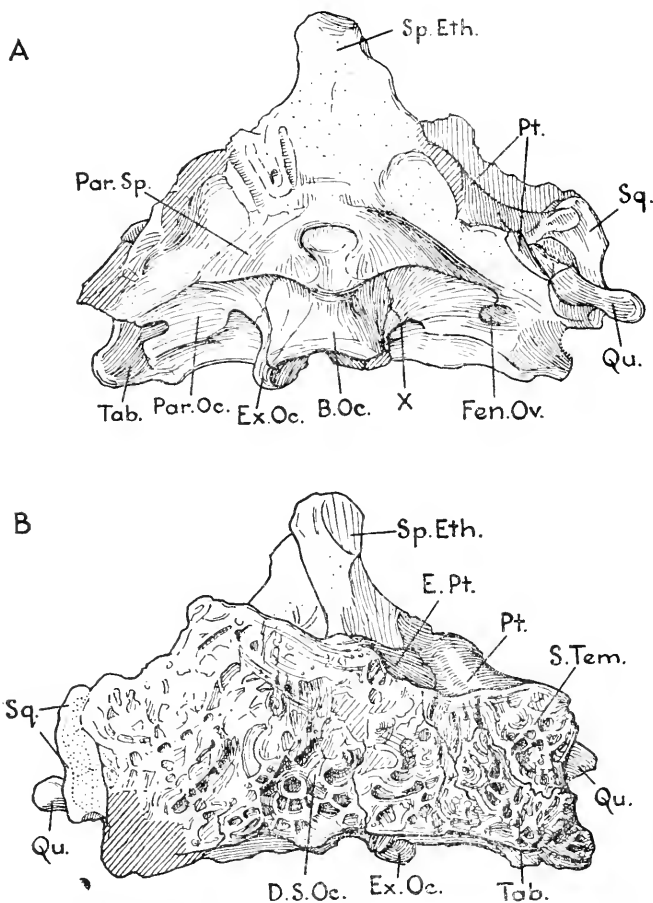 A
Sp.Eth.
Pt.
Par.Sp.
Sq.
Qu.
Tab. Par.Oc. Ex.Oc. B.Oc. X Fen.Ov.
B
Sp.Eth.
E.Pt.
Pt.
S.Tem.
Sq.
Qu.
Qu.
D.S.Oc. Ex.Oc. Tab.